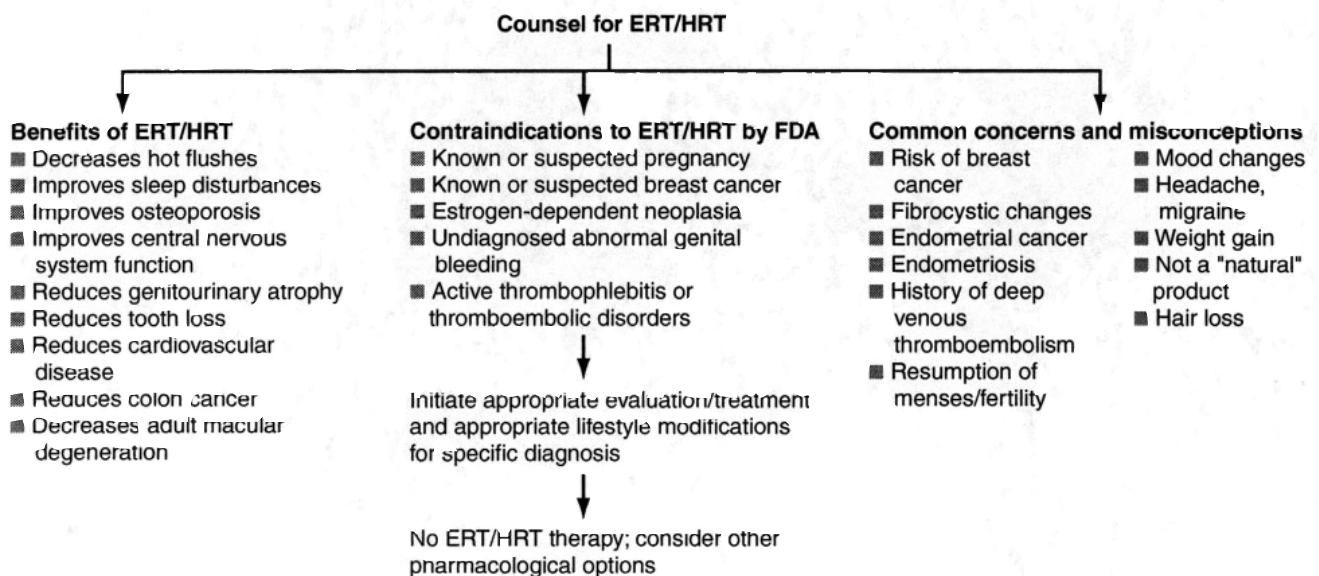 Counsel for ERT/HRT
Benefits of ERT/HRT
Decreases hot flushes
Improves sleep disturbances
Improves osteoporosis
Improves central nervous
system function
Reduces genitourinary atrophy
Reduces tooth loss
Reduces cardiovascular
disease
Reduces colon cancer
Decreases adult macular
degeneration
Contraindications to ERT/HRT by FDA
Known or suspected pregnancy
Known or suspected breast cancer
Estrogen-dependent neoplasia
Undiagnosed abnormal genital
bleeding
Active thrombophlebitis or
thromboembolic disorders
Initiate appropriate evaluation/treatment
and appropriate lifestyle modifications
for specific diagnosis
No ERT/HRT therapy; consider other
pharmacological options
Common concerns and misconceptions
Risk of breast
cancer
Fibrocystic changes
Endometrial cancer
Endometriosis
History of deep
venous
thromboembolism
Resumption of
menses/fertility
Mood changes
Headache,
migraine
Weight gain
Not a "natural"
product
Hair loss